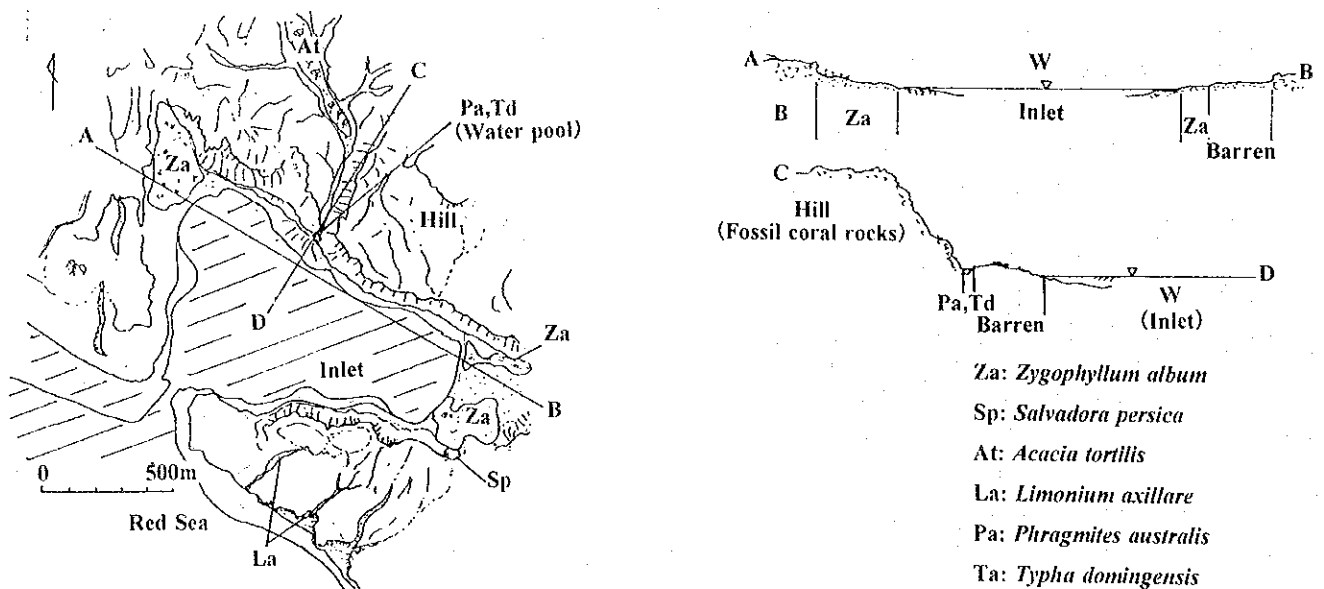 At
C
Pa,Td
(Water pool)
A
Za
Hill
D
Za
Inlet
B
Za
0 500m
Sp
Red Sea
La
A W B
Inlet
B Za Za
Barren
C
Hill
(Fossil coral rocks)
D
Pa,Td W
Barren (Inlet)
Za: Zygophyllum album
Sp: Salvadora persica
At: Acacia tortilis
La: Limonium axillare
Pa: Phragmites australis
Ta: Typha domingensis